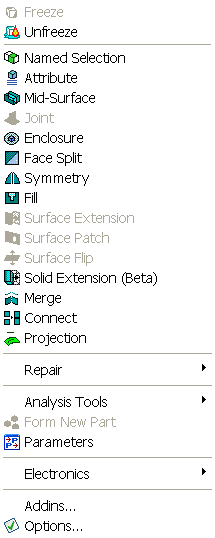 Freeze
Unfreeze
Named Selection
Attribute
Mid-Surface
Joint
Enclosure
Face Split
Symmetry
Fill
Surface Extension
Surface Patch
Surface Flip
Solid Extension (Beta)
Merge
Connect
Projection
Repair
Analysis Tools
Form New Part
Parameters
Electronics
Addins...
Options...